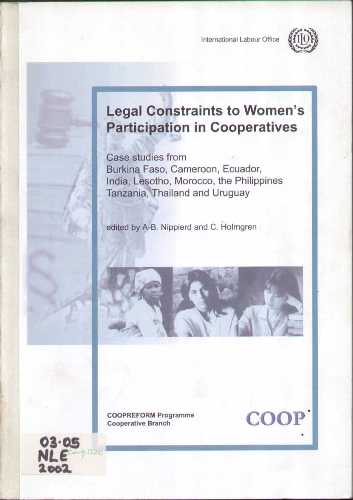 International Labour Office
Legal Constraints to Women's
Participation in Cooperatives
Case studies from
Burkina Faso, Cameroon, Ecuador,
India, Lesotho, Morocco, the Philippines
Tanzania, Thailand and Uruguay
edited by A-B. Nippierd and C. Holmgren
COOPREFORM Programme
Cooperative Branch
COOP
03.05
NLE
2002